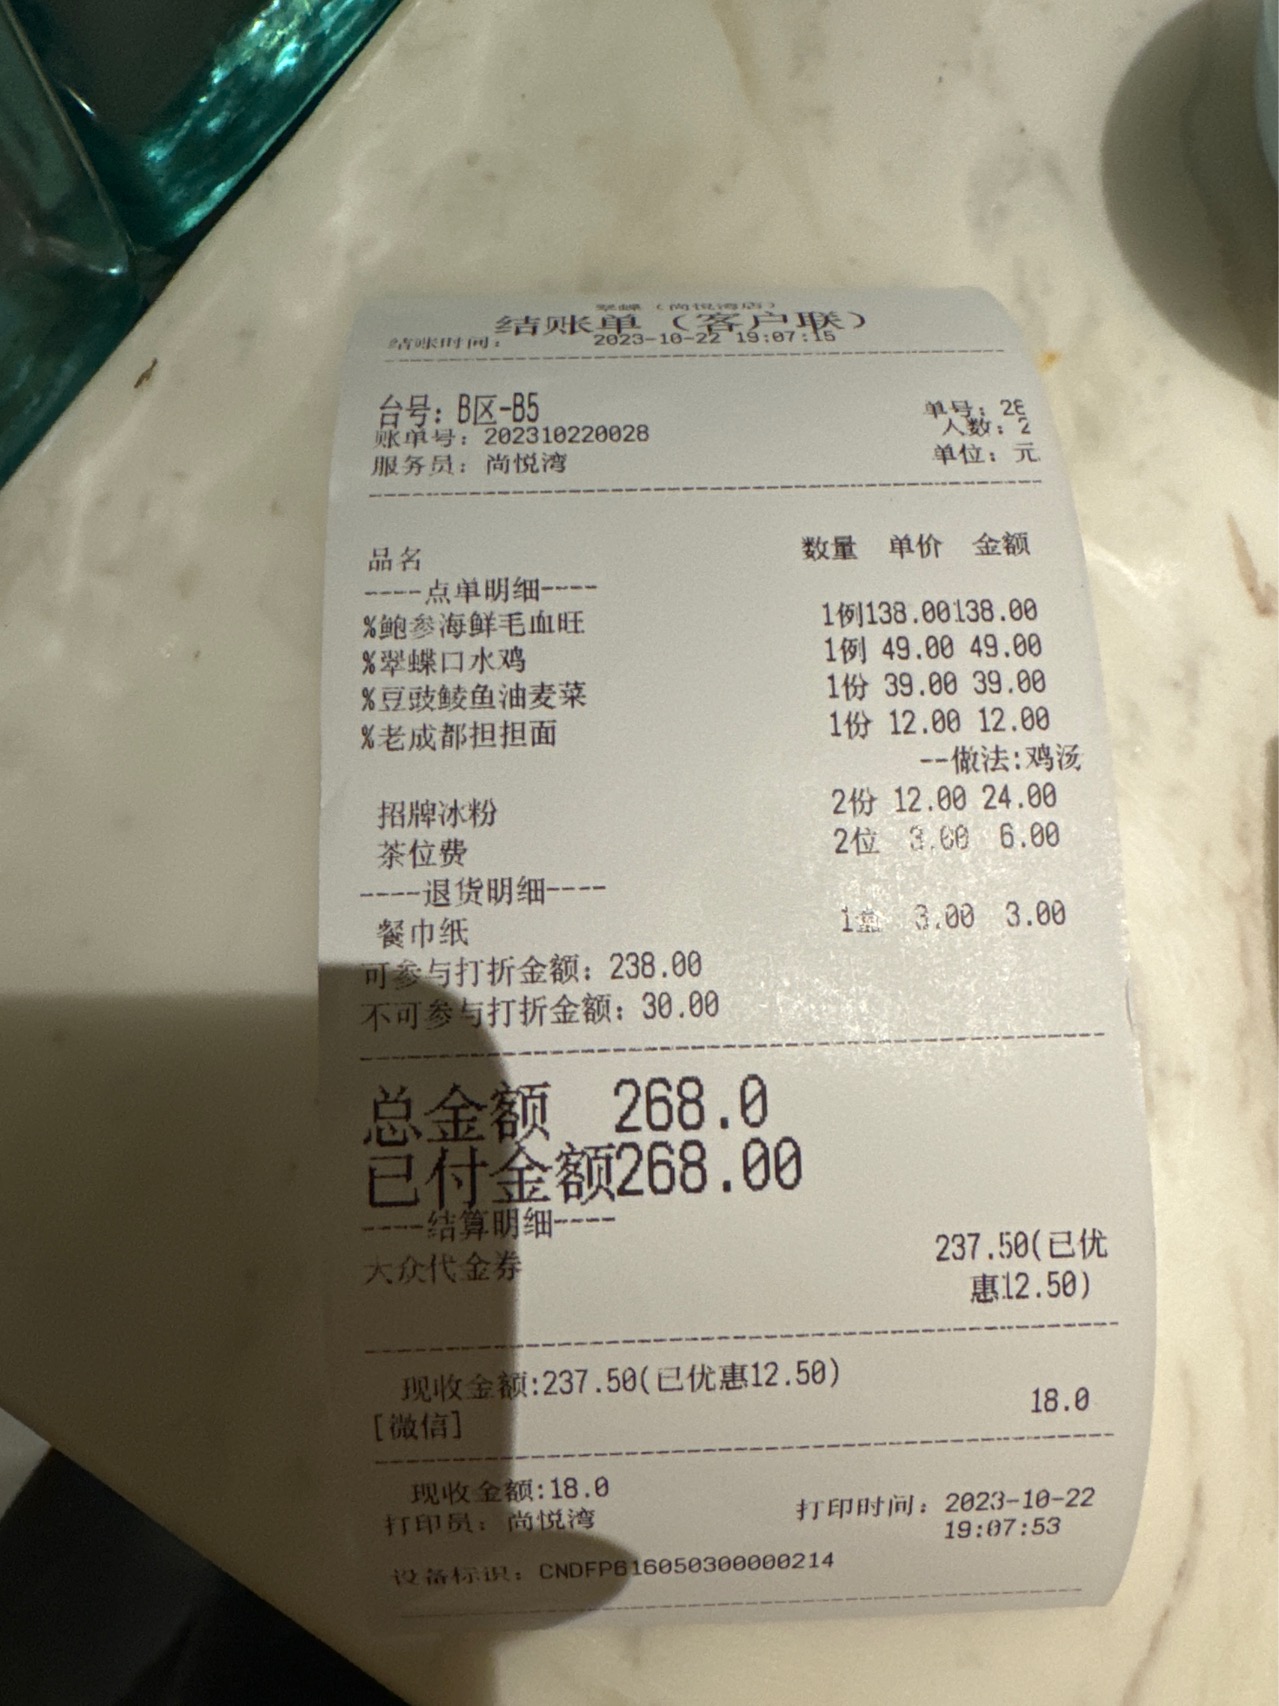 翠蝶（尚悦湾店）
结账单（客户联）
结账时间： 2023-10-22 19:07:15
台号：B区-B5 单号：28
账单号：202310220028 人数：2
服务员：尚悦湾 单位：元
品名 数量 单价 金额
----点单明细----
%鲍参海鲜毛血旺 1例138.00138.00
%翠蝶口水鸡 1例 49.00 49.00
%豆豉鲮鱼油麦菜 1份 39.00 39.00
%老成都担担面 1份 12.00 12.00
--做法:鸡汤
招牌冰粉 2份 12.00 24.00
茶位费 2位 3.00 6.00
----退货明细----
餐巾纸 1盒 3.00 3.00
可参与打折金额：238.00
不可参与打折金额：30.00
总金额 268.0
已付金额268.00
----结算明细----
大众代金券 237.50(已优
惠12.50)
现收金额:237.50(已优惠12.50)
[微信] 18.0
现收金额:18.0
打印员：尚悦湾 打印时间：2023-10-22
19:07:53
设备标识：CNDFP616050300000214